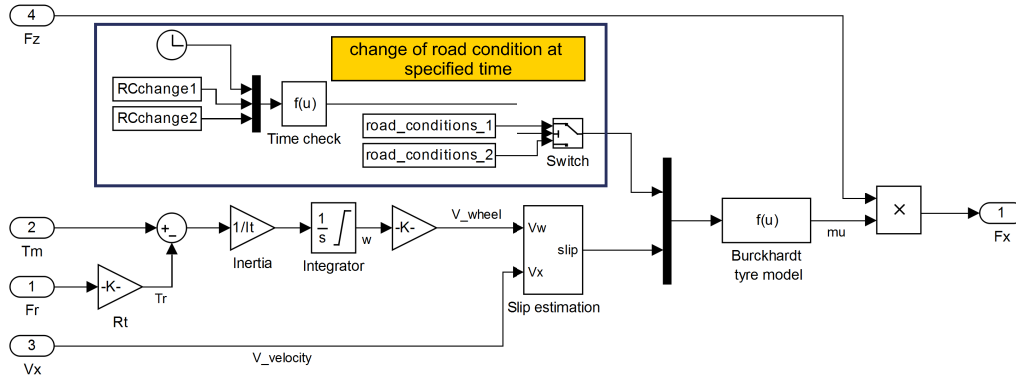 4
Fz
change of road condition at
specified time
RCchange1
RCchange2
f(u)
Time check
road_conditions_1
road_conditions_2
Switch
2
Tm
+
_
1/It
Inertia
1
s
Integrator
w
-K-
V_wheel
Vw
Vx
slip
Slip estimation
f(u)
Burckhardt
tyre model
mu
×
1
Fx
1
Fr
-K-
Rt
Tr
3
Vx
V_velocity